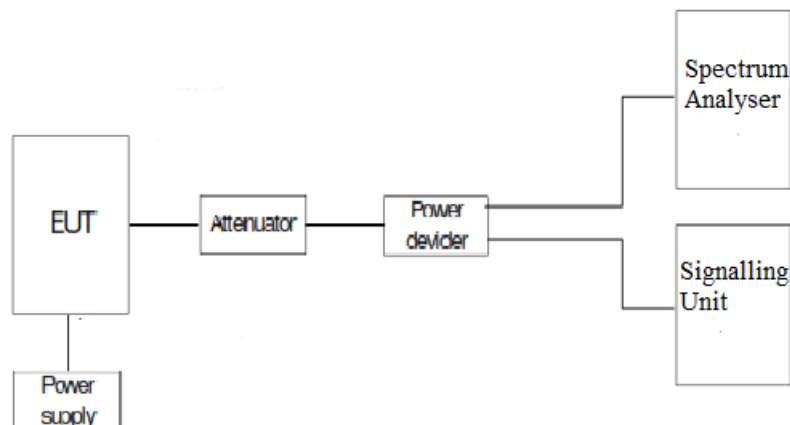 Spectrum
Analyser
EUT
Attenuator
Power
devider
Signalling
Unit
Power
supply